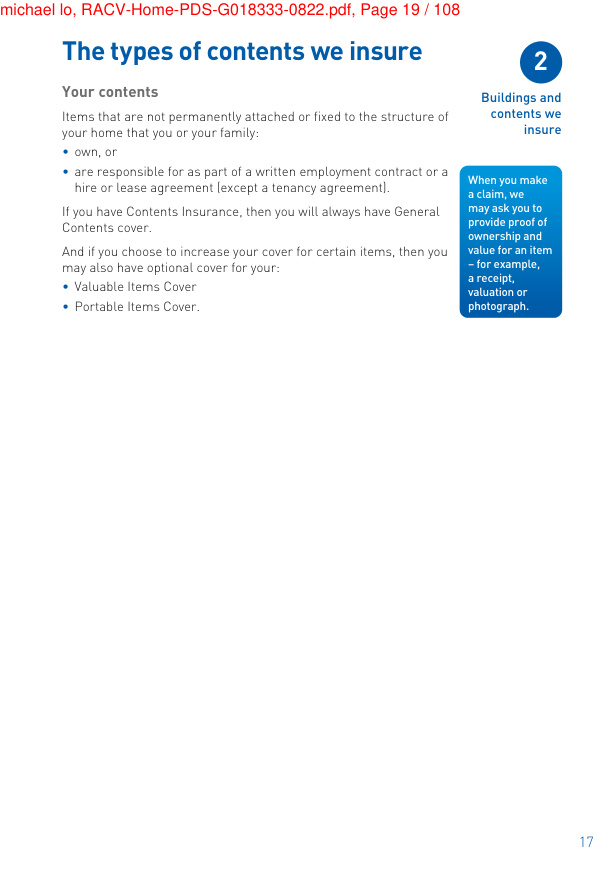 michael lo, RACV-Home-PDS-G018333-0822.pdf, Page 19 / 108
The types of contents we insure
2
Buildings and
contents we
insure
Your contents
Items that are not permanently attached or fixed to the structure of
your home that you or your family:
• own, or
• are responsible for as part of a written employment contract or a
hire or lease agreement (except a tenancy agreement).
If you have Contents Insurance, then you will always have General
Contents cover.
And if you choose to increase your cover for certain items, then you
may also have optional cover for your:
• Valuable Items Cover
• Portable Items Cover.
When you make
a claim, we
may ask you to
provide proof of
ownership and
value for an item
– for example,
a receipt,
valuation or
photograph.
17